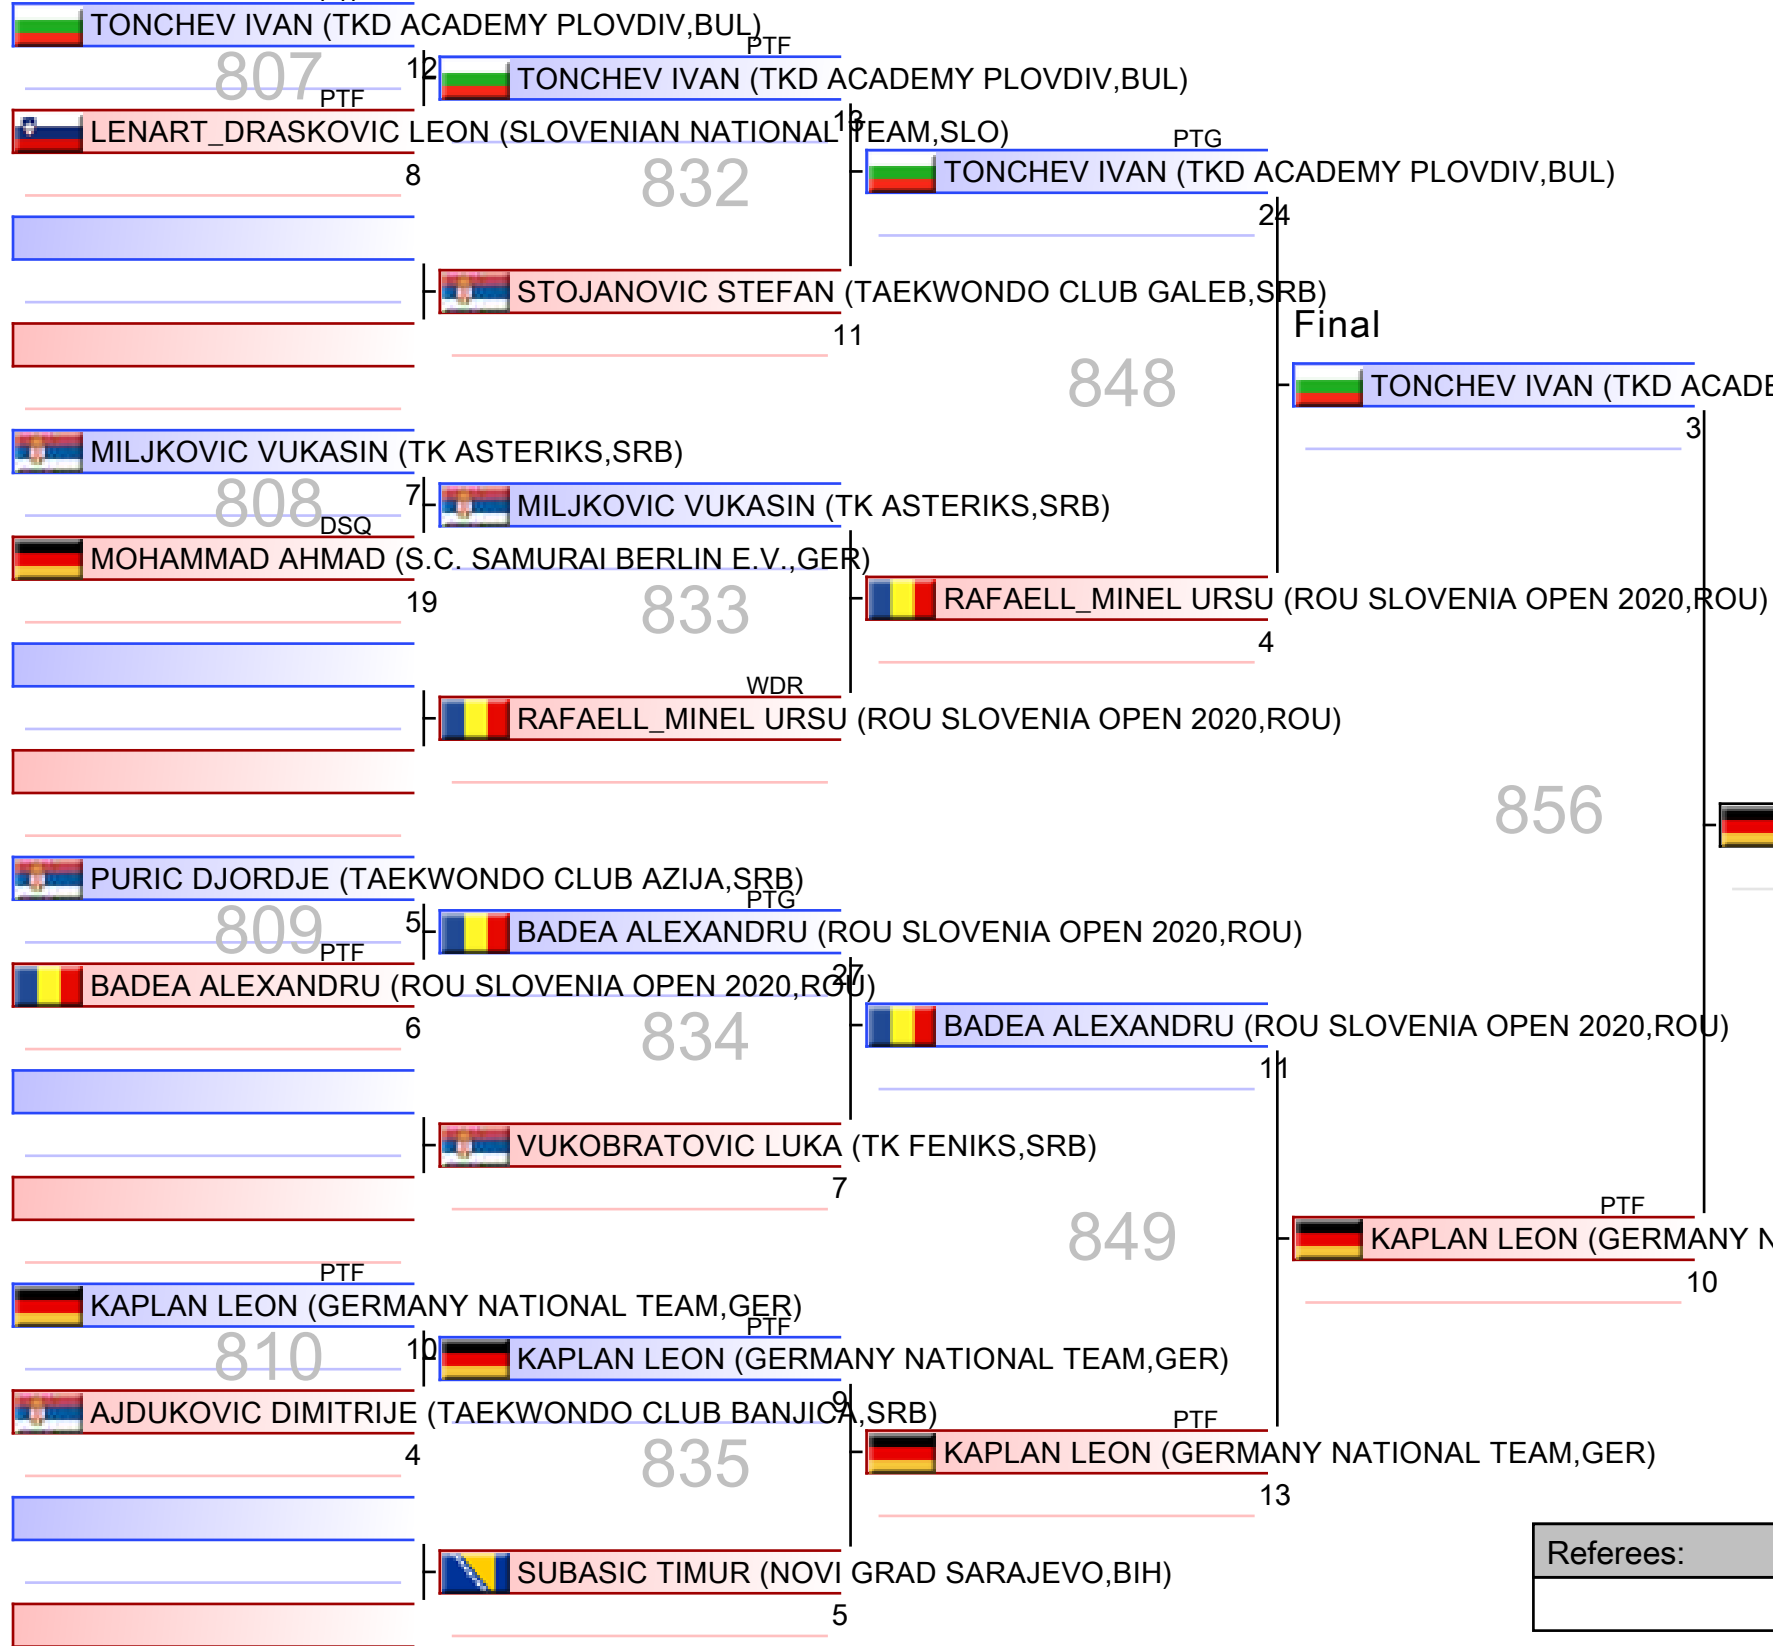 TONCHEV IVAN (TKD ACADEMY PLOVDIV,BUL)
807
12
PTF
LENART_DRASKOVIC LEON (SLOVENIAN NATIONAL TEAM,SLO)
8
MILJKOVIC VUKASIN (TK ASTERIKS,SRB)
808
7
DSQ
MOHAMMAD AHMAD (S.C. SAMURAI BERLIN E.V.,GER)
19
PURIC DJORDJE (TAEKWONDO CLUB AZIJA,SRB)
809
5
PTF
BADEA ALEXANDRU (ROU SLOVENIA OPEN 2020,ROU)
6
PTF
KAPLAN LEON (GERMANY NATIONAL TEAM,GER)
810
10
AJDUKOVIC DIMITRIJE (TAEKWONDO CLUB BANJICA,SRB)
4
PTF
TONCHEV IVAN (TKD ACADEMY PLOVDIV,BUL)
13
832
STOJANOVIC STEFAN (TAEKWONDO CLUB GALEB,SRB)
11
MILJKOVIC VUKASIN (TK ASTERIKS,SRB)
833
WDR
RAFAELL_MINEL URSU (ROU SLOVENIA OPEN 2020,ROU)
PTG
BADEA ALEXANDRU (ROU SLOVENIA OPEN 2020,ROU)
27
834
VUKOBRATOVIC LUKA (TK FENIKS,SRB)
7
PTF
KAPLAN LEON (GERMANY NATIONAL TEAM,GER)
9
835
SUBASIC TIMUR (NOVI GRAD SARAJEVO,BIH)
5
PTG
TONCHEV IVAN (TKD ACADEMY PLOVDIV,BUL)
24
848
RAFAELL_MINEL URSU (ROU SLOVENIA OPEN 2020,ROU)
4
BADEA ALEXANDRU (ROU SLOVENIA OPEN 2020,ROU)
11
849
PTF
KAPLAN LEON (GERMANY NATIONAL TEAM,GER)
13
Final
TONCHEV IVAN (TKD ACADE
3
856
PTF
KAPLAN LEON (GERMANY N
10
Referees: